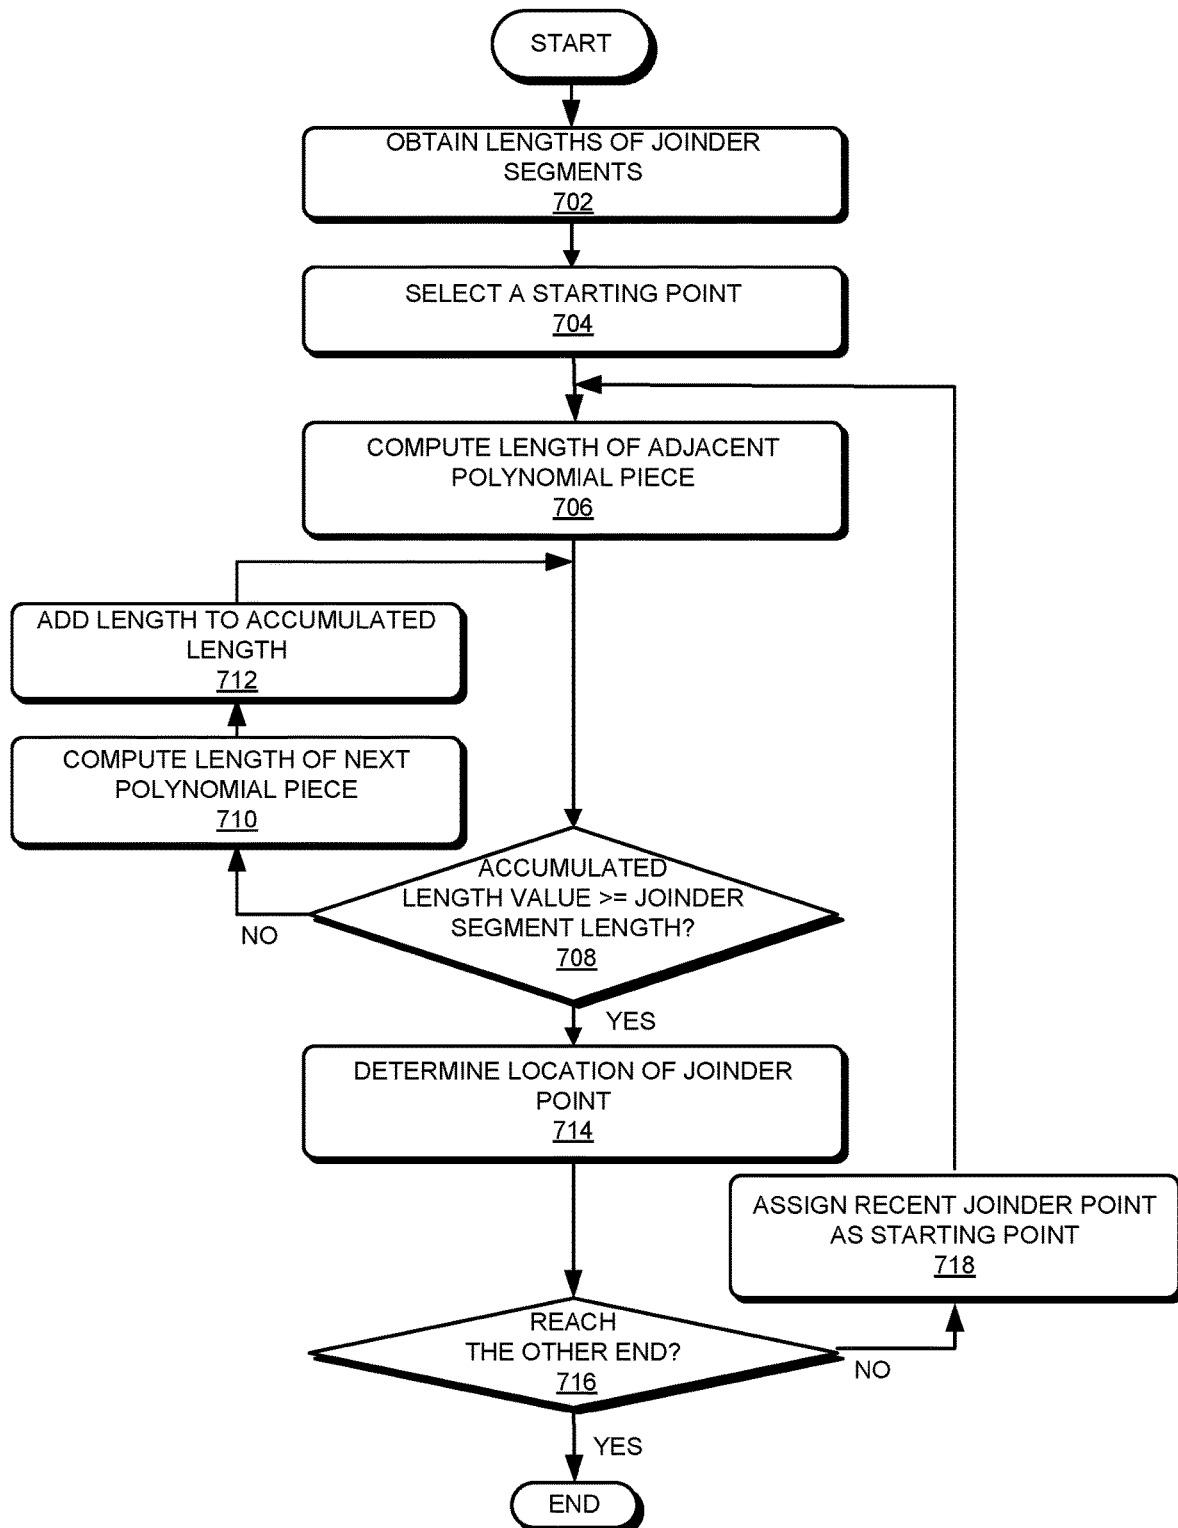 START
OBTAIN LENGTHS OF JOINDER
SEGMENTS
702
SELECT A STARTING POINT
704
COMPUTE LENGTH OF ADJACENT
POLYNOMIAL PIECE
706
ADD LENGTH TO ACCUMULATED
LENGTH
712
COMPUTE LENGTH OF NEXT
POLYNOMIAL PIECE
710
ACCUMULATED
LENGTH VALUE >= JOINDER
SEGMENT LENGTH?
708
NO
YES
DETERMINE LOCATION OF JOINDER
POINT
714
ASSIGN RECENT JOINDER POINT
AS STARTING POINT
718
REACH
THE OTHER END?
716
NO
YES
END